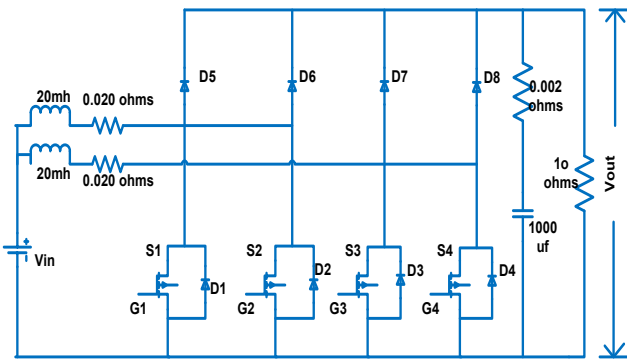 D5
D6
D7
D8
20mh
0.020 ohms
0.002
ohms
20mh
0.020 ohms
1o
ohms
Vout
1000
uf
+
Vin
S1
S2
S3
S4
D1
D2
D3
D4
G1
G2
G3
G4